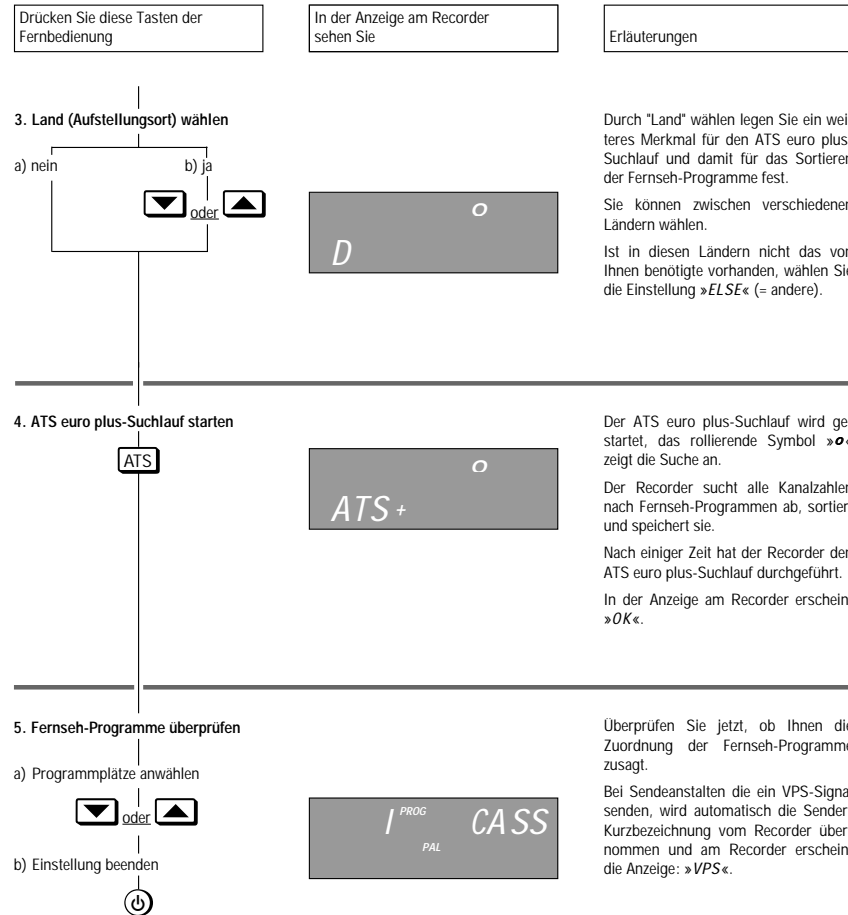 Drücken Sie diese Tasten der
Fernbedienung
In der Anzeige am Recorder
sehen Sie
Erläuterungen
3. Land (Aufstellungsort) wählen
a) nein
b) ja
oder
o
D
Durch "Land" wählen legen Sie ein wei
teres Merkmal für den ATS euro plus
Suchlauf und damit für das Sortieren
der Fernseh-Programme fest.
Sie können zwischen verschiedenen
Ländern wählen.
Ist in diesen Ländern nicht das von
Ihnen benötigte vorhanden, wählen Sie
die Einstellung »ELSE« (= andere).
4. ATS euro plus-Suchlauf starten
ATS
o
ATS+
Der ATS euro plus-Suchlauf wird ge
startet, das rollierende Symbol »o«
zeigt die Suche an.
Der Recorder sucht alle Kanalzahlen
nach Fernseh-Programmen ab, sortier
und speichert sie.
Nach einiger Zeit hat der Recorder den
ATS euro plus-Suchlauf durchgeführt.
In der Anzeige am Recorder erschein
»OK«.
5. Fernseh-Programme überprüfen
a) Programmplätze anwählen
oder
b) Einstellung beenden
1 PROG CASS
PAL
Überprüfen Sie jetzt, ob Ihnen die
Zuordnung der Fernseh-Programme
zusagt.
Bei Sendeanstalten die ein VPS-Signa
senden, wird automatisch die Sender
Kurzbezeichnung vom Recorder über
nommen und am Recorder erschein
die Anzeige: »VPS«.